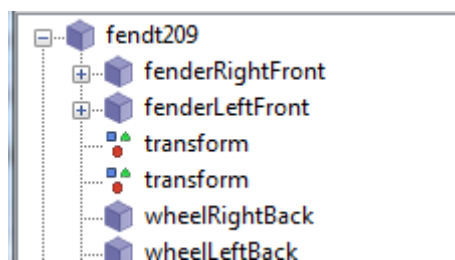 fendt209
fenderRightFront
fenderLeftFront
transform
transform
wheelRightBack
wheelLeftBack